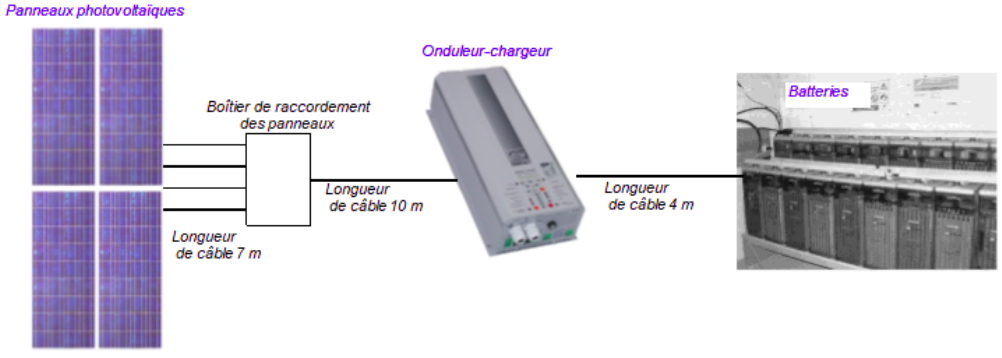 Panneaux photovoltaïques
Onduleur-chargeur
Batteries
Boîtier de raccordement
des panneaux
Longueur
de câble 10 m
Longueur
de câble 4 m
Longueur
de câble 7 m